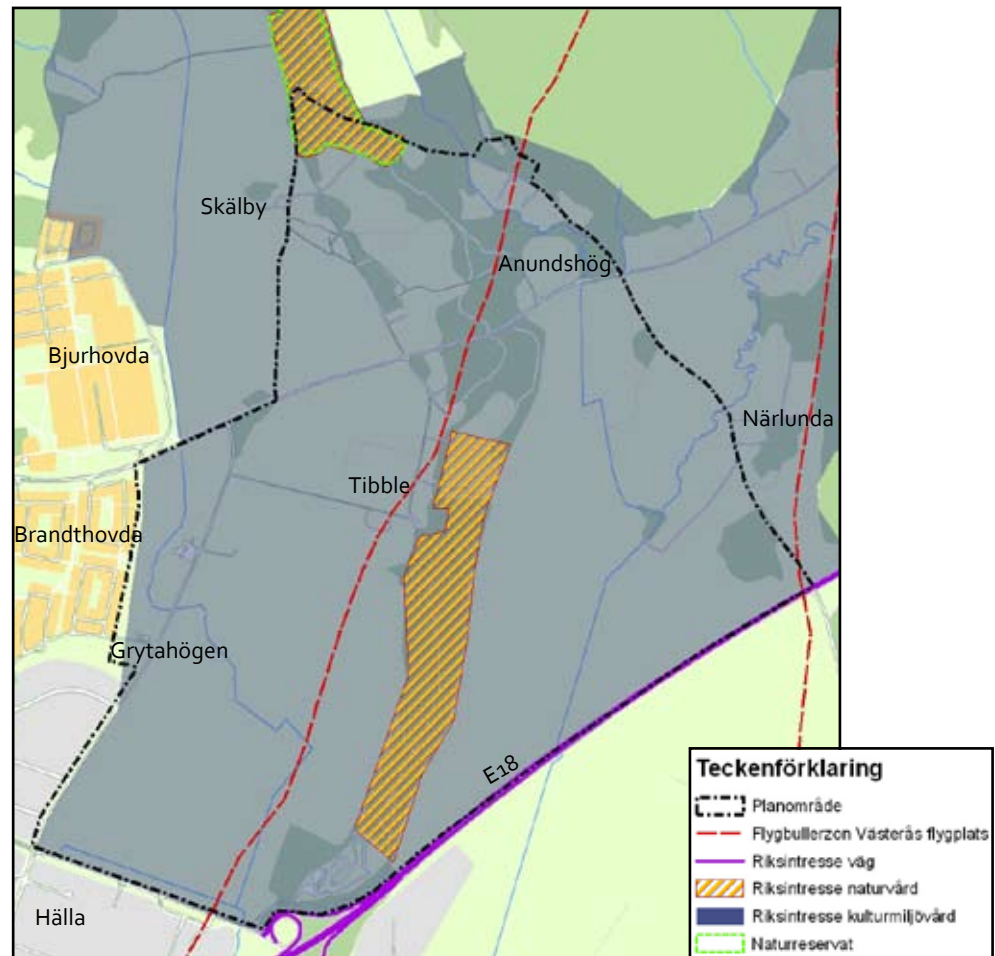 Skälby
Anundshög
Bjurhovda
Närlunda
Tibble
Brandthovda
Grytahögen
E18
Hälla
Teckenförklaring
Planområde
Flygbullerzon Västerås flygplats
Riksintresse väg
Riksintresse naturvård
Riksintresse kulturmiljövård
Naturreservat